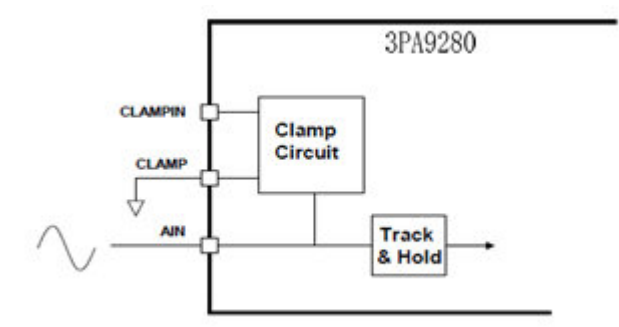 3PA9280
CLAMPIN
Clamp
Circuit
CLAMP
AIN
Track
& Hold